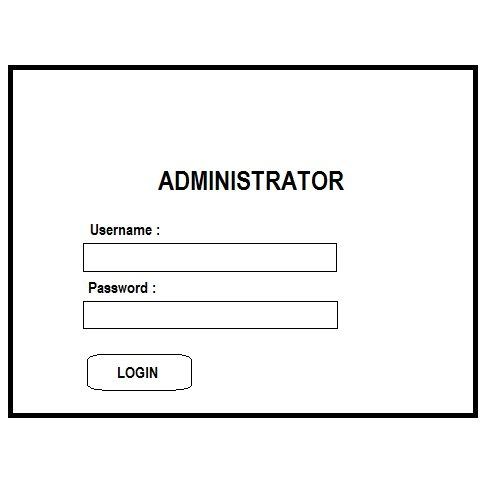 ADMINISTRATOR
Username :
Password :
LOGIN